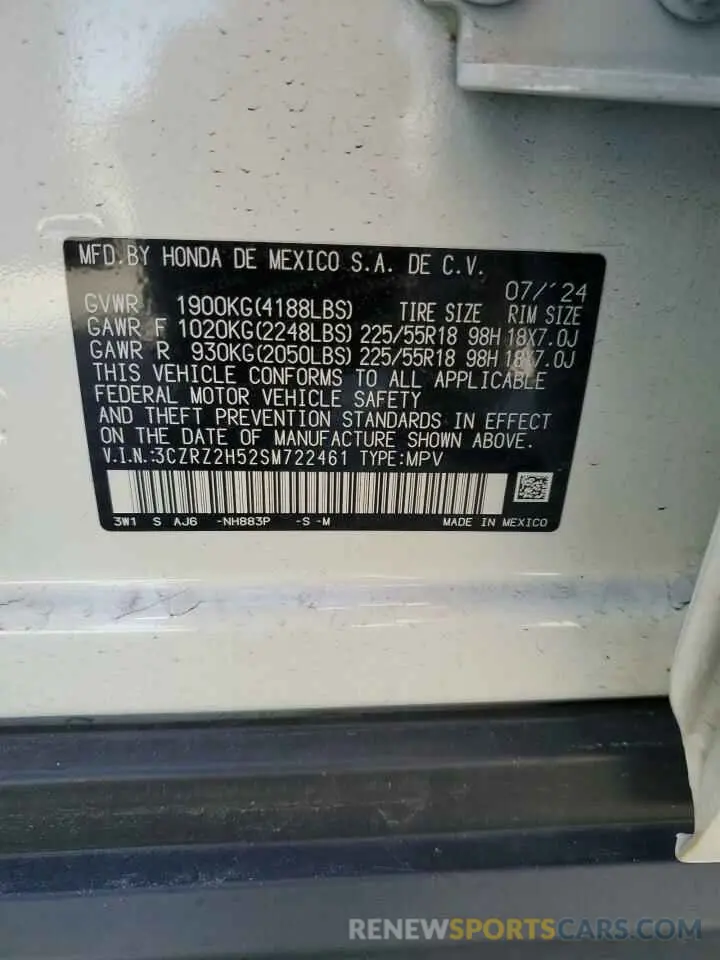 MFD.BY HONDA DE MEXICO S.A. DE C.V.
07/'24
GVWR 1900KG(4188LBS) TIRE SIZE RIM SIZE
GAWR F 1020KG(2248LBS) 225/55R18 98H 18X7.0J
GAWR R 930KG(2050LBS) 225/55R18 98H 18X7.0J
THIS VEHICLE CONFORMS TO ALL APPLICABLE
FEDERAL MOTOR VEHICLE SAFETY
AND THEFT PREVENTION STANDARDS IN EFFECT
ON THE DATE OF MANUFACTURE SHOWN ABOVE.
V.I.N.:3CZRZ2H52SM722461 TYPE:MPV
3W1 S AJ6 -NH883P -S -M MADE IN MEXICO
RENEWSPORTSCARS.COM